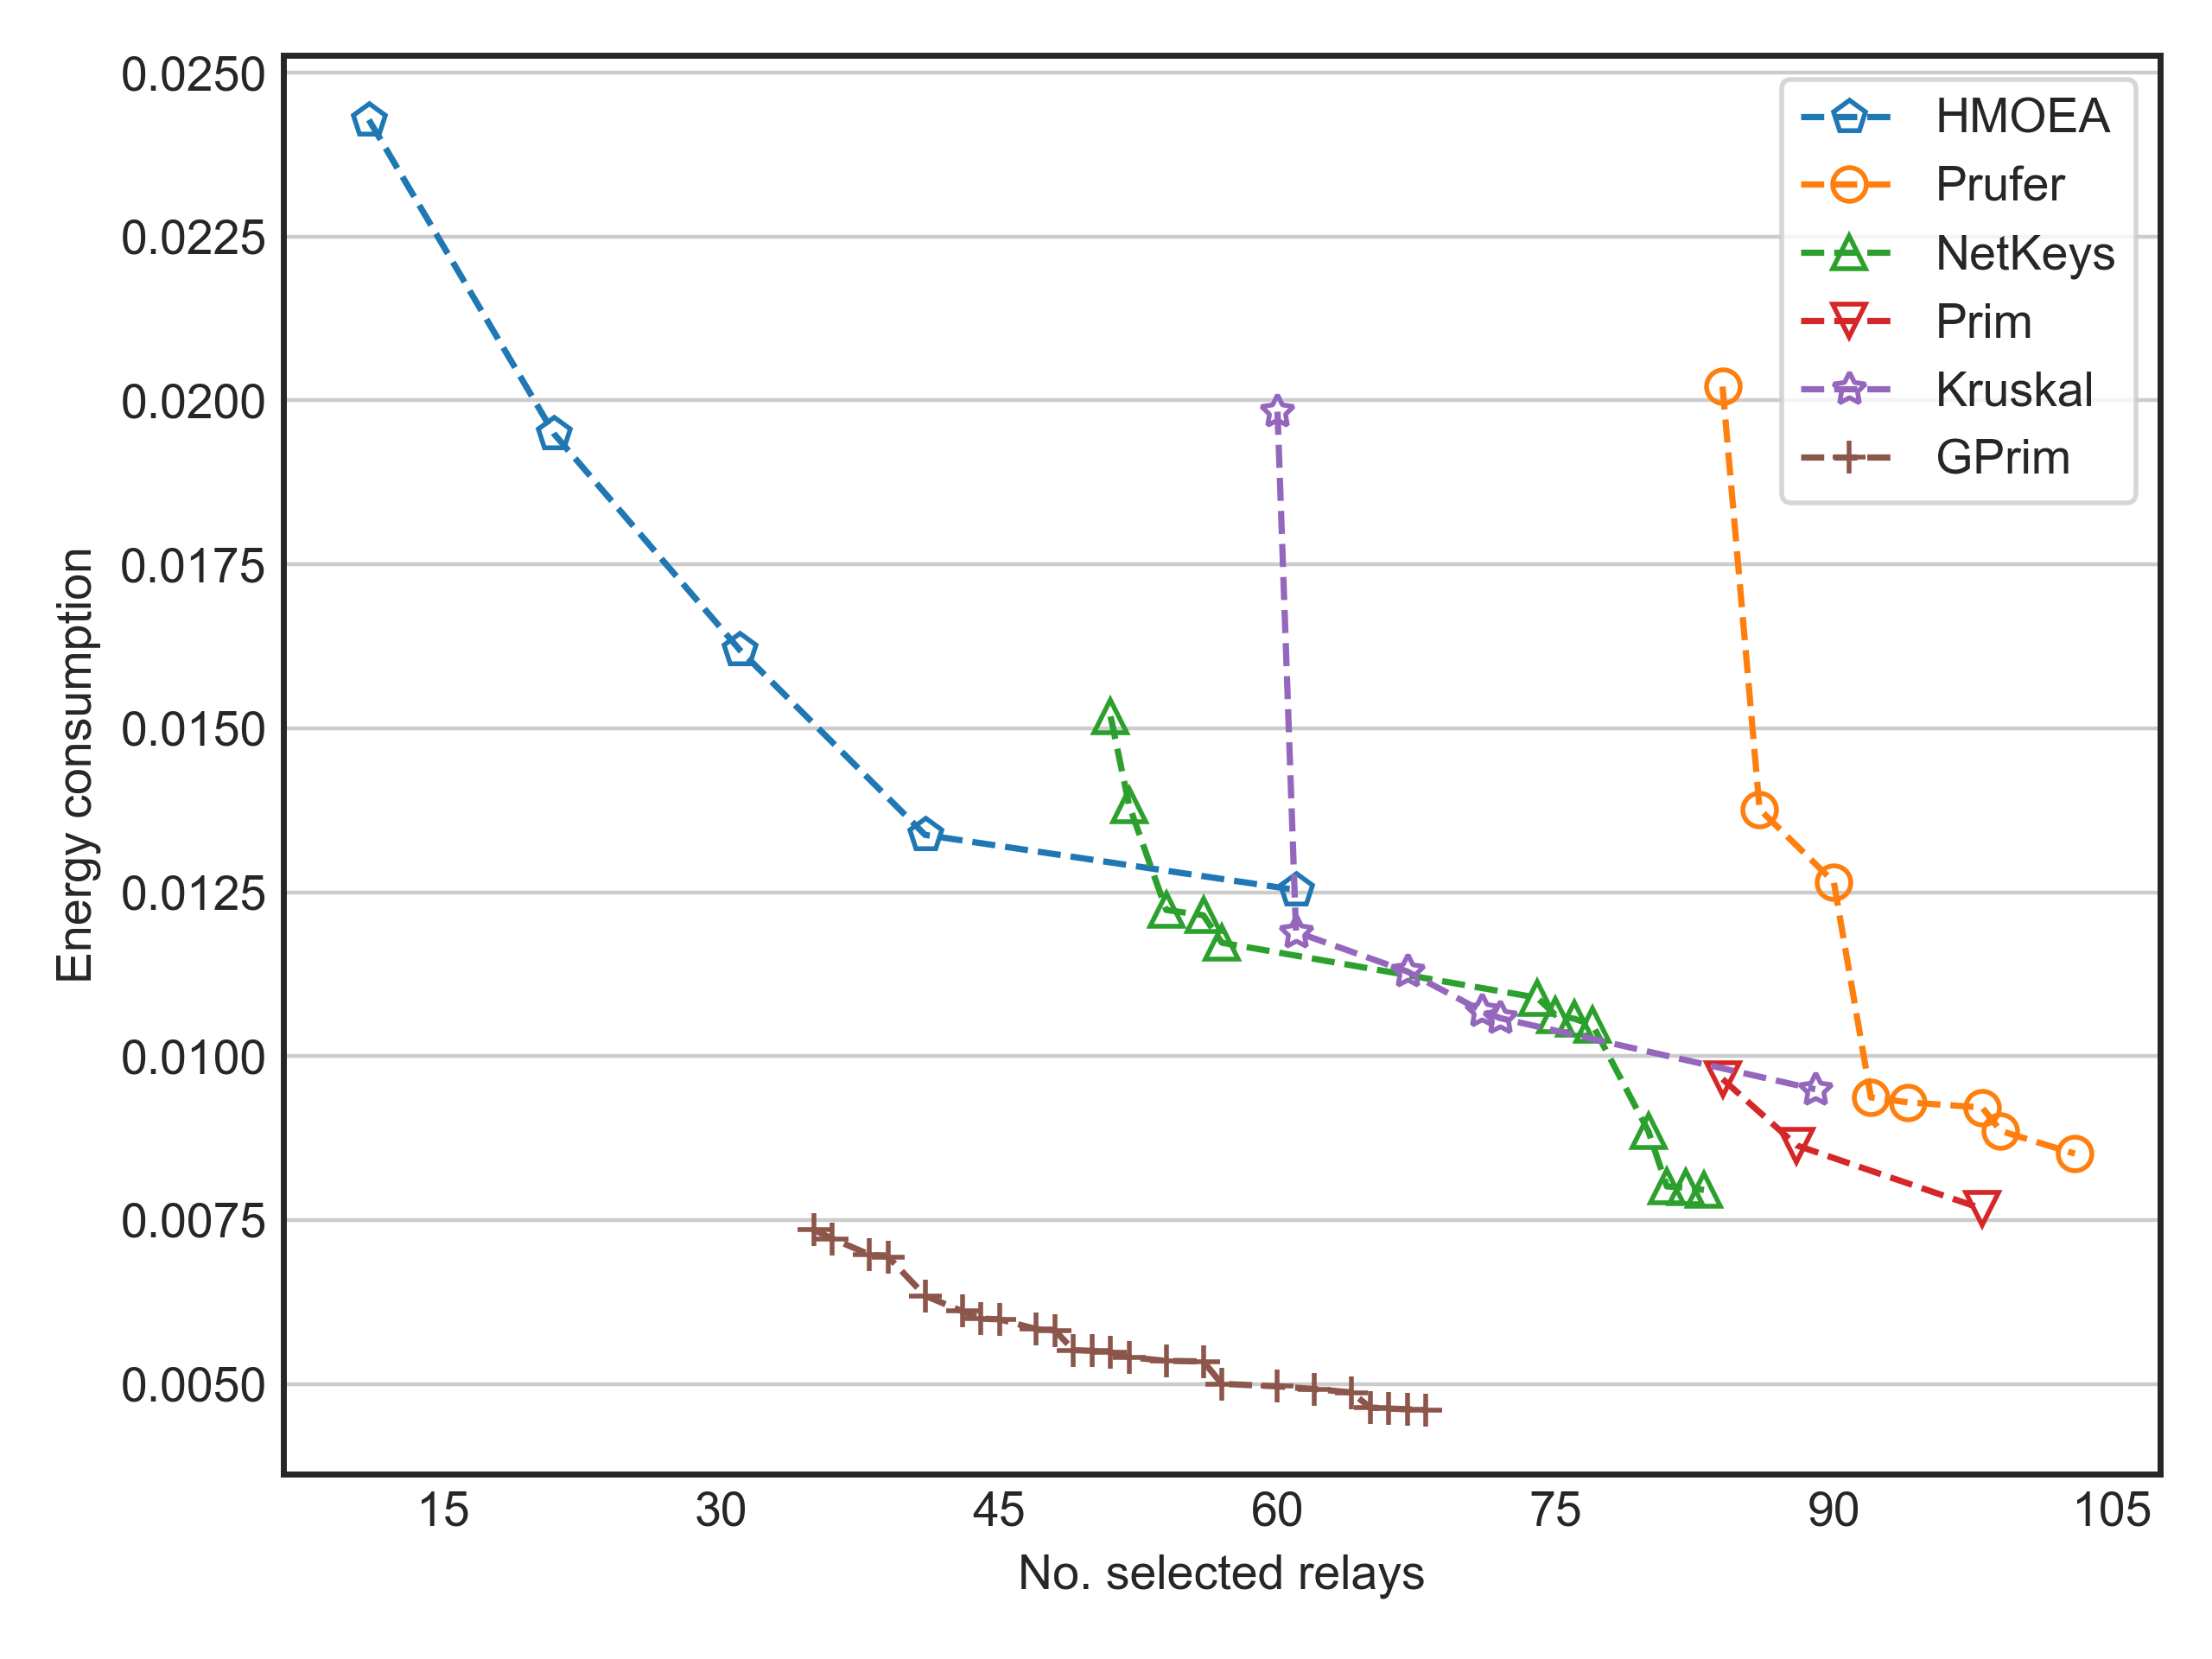 0.0250
0.0225
0.0200
0.0175
0.0150
0.0125
0.0100
0.0075
0.0050
Energy consumption
15 30 45 60 75 90 105
No. selected relays
HMOEA
Prufer
NetKeys
Prim
Kruskal
GPrim